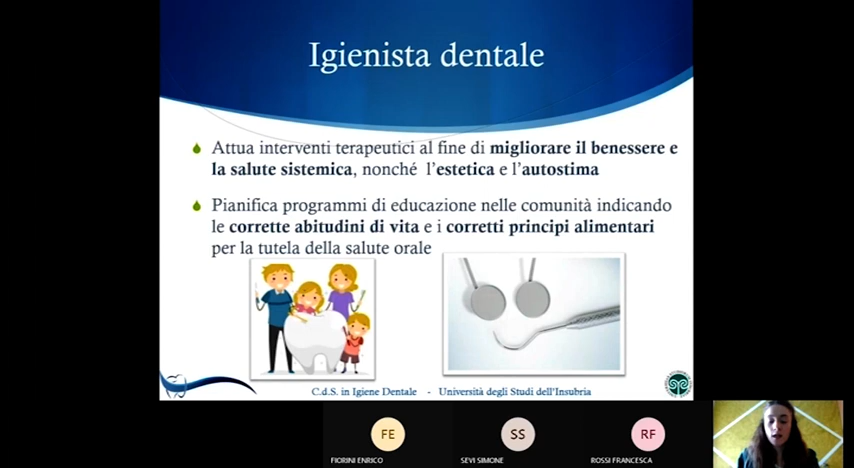 Igienista dentale
Attua interventi terapeutici al fine di migliorare il benessere e
la salute sistemica, nonché l'estetica e l'autostima
Pianifica programmi di educazione nelle comunità indicando
le corrette abitudini di vita e i corretti principi alimentari
per la tutela della salute orale
C.d.S. in Igiene Dentale - Università degli Studi dell'Insubria
FE
SS
RF
FIORINI ENRICO
SEVI SIMONE
ROSSI FRANCESCA